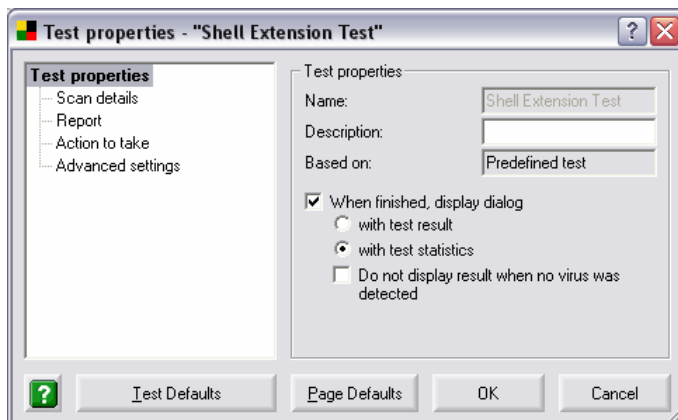 Test properties - "Shell Extension Test"
?
Test properties
Scan details
Report
Action to take
Advanced settings
Test properties
Name: Shell Extension Test
Description:
Based on: Predefined test
When finished, display dialog
with test result
with test statistics
Do not display result when no virus was
detected
?
Test Defaults
Page Defaults
OK
Cancel